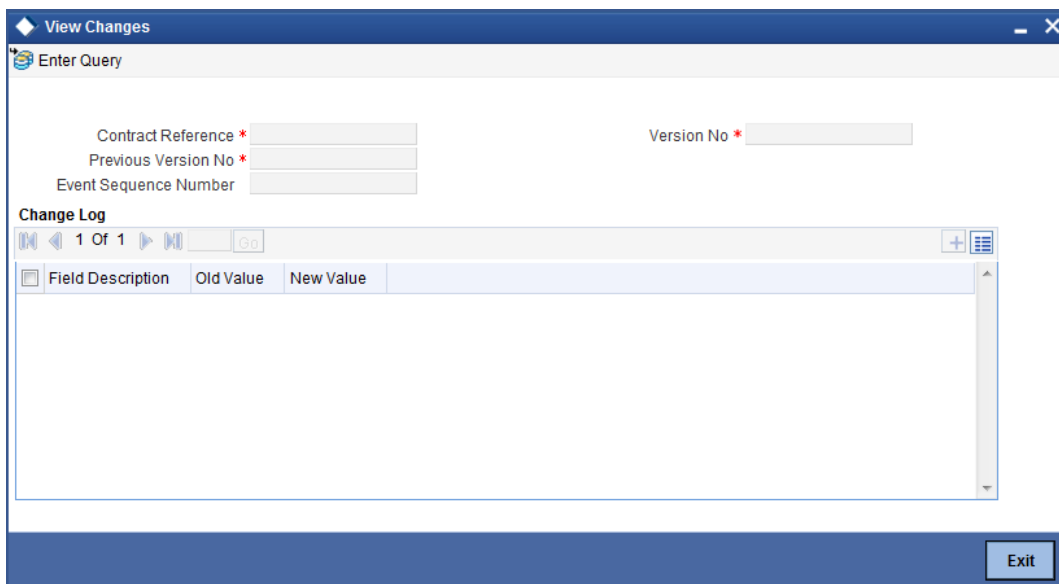 View Changes
Enter Query
Contract Reference * Version No *
Previous Version No *
Event Sequence Number
Change Log
1 Of 1 Go
Field Description Old Value New Value
Exit